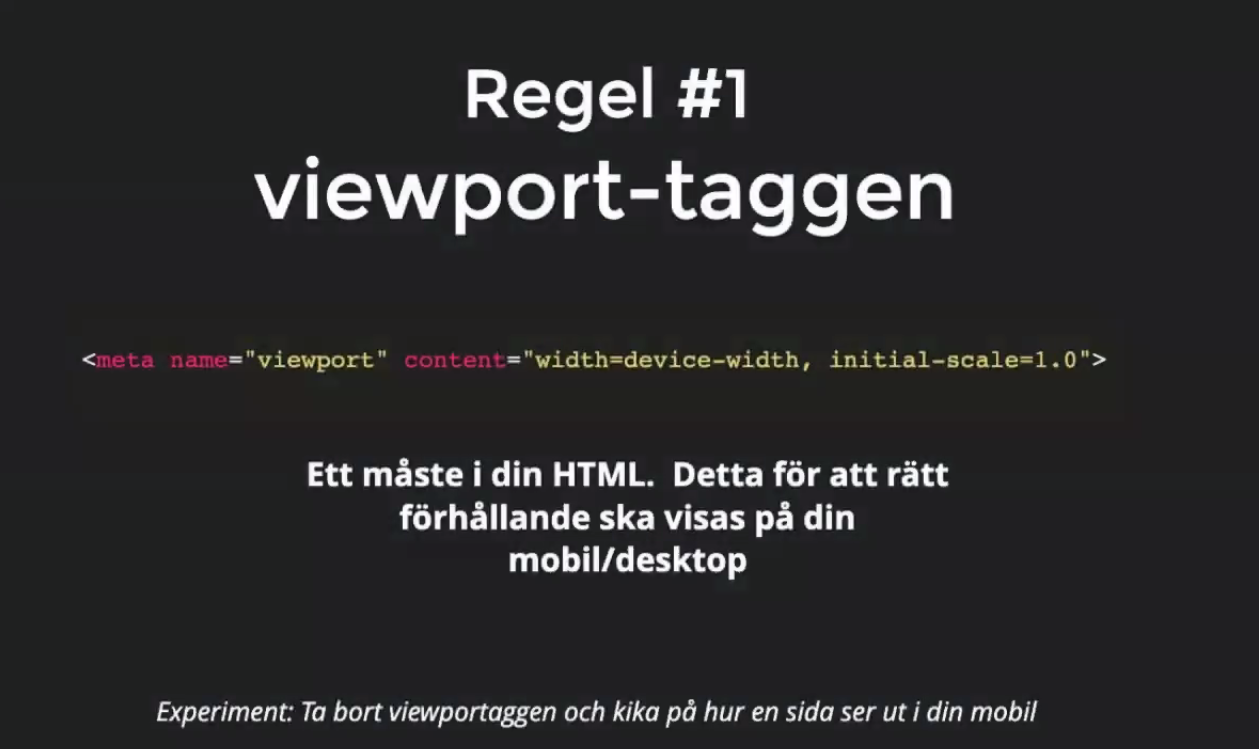 Regel #1
viewport-taggen
<meta name="viewport" content="width=device-width, initial-scale=1.0">
Ett måste i din HTML.  Detta för att rätt
förhållande ska visas på din
mobil/desktop
Experiment: Ta bort viewportaggen och kika på hur en sida ser ut i din mobil